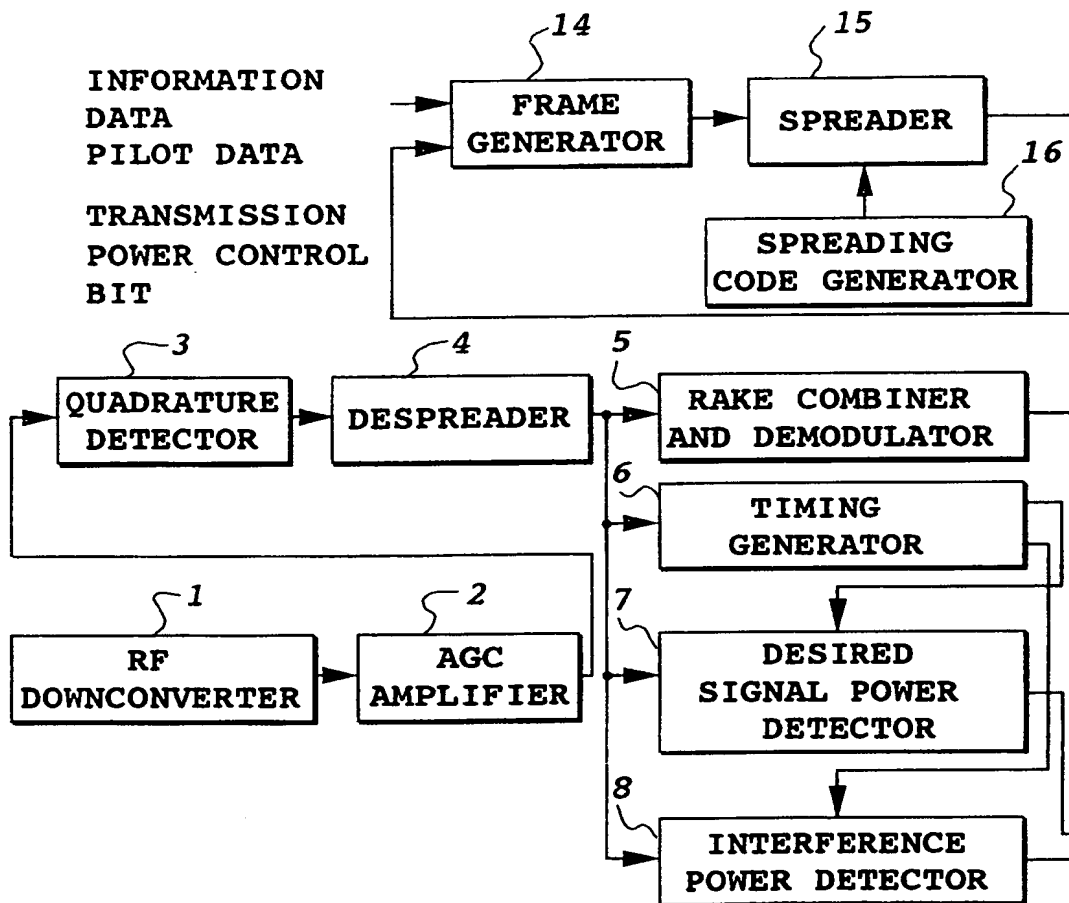 14
15
INFORMATION
DATA
PILOT DATA
FRAME
GENERATOR
SPREADER
16
TRANSMISSION
POWER CONTROL
BIT
SPREADING
CODE GENERATOR
3
4
5
QUADRATURE
DETECTOR
DESPREADER
RAKE COMBINER
AND DEMODULATOR
6
TIMING
GENERATOR
1
2
7
RF
DOWNCONVERTER
AGC
AMPLIFIER
DESIRED
SIGNAL POWER
DETECTOR
8
INTERFERENCE
POWER DETECTOR